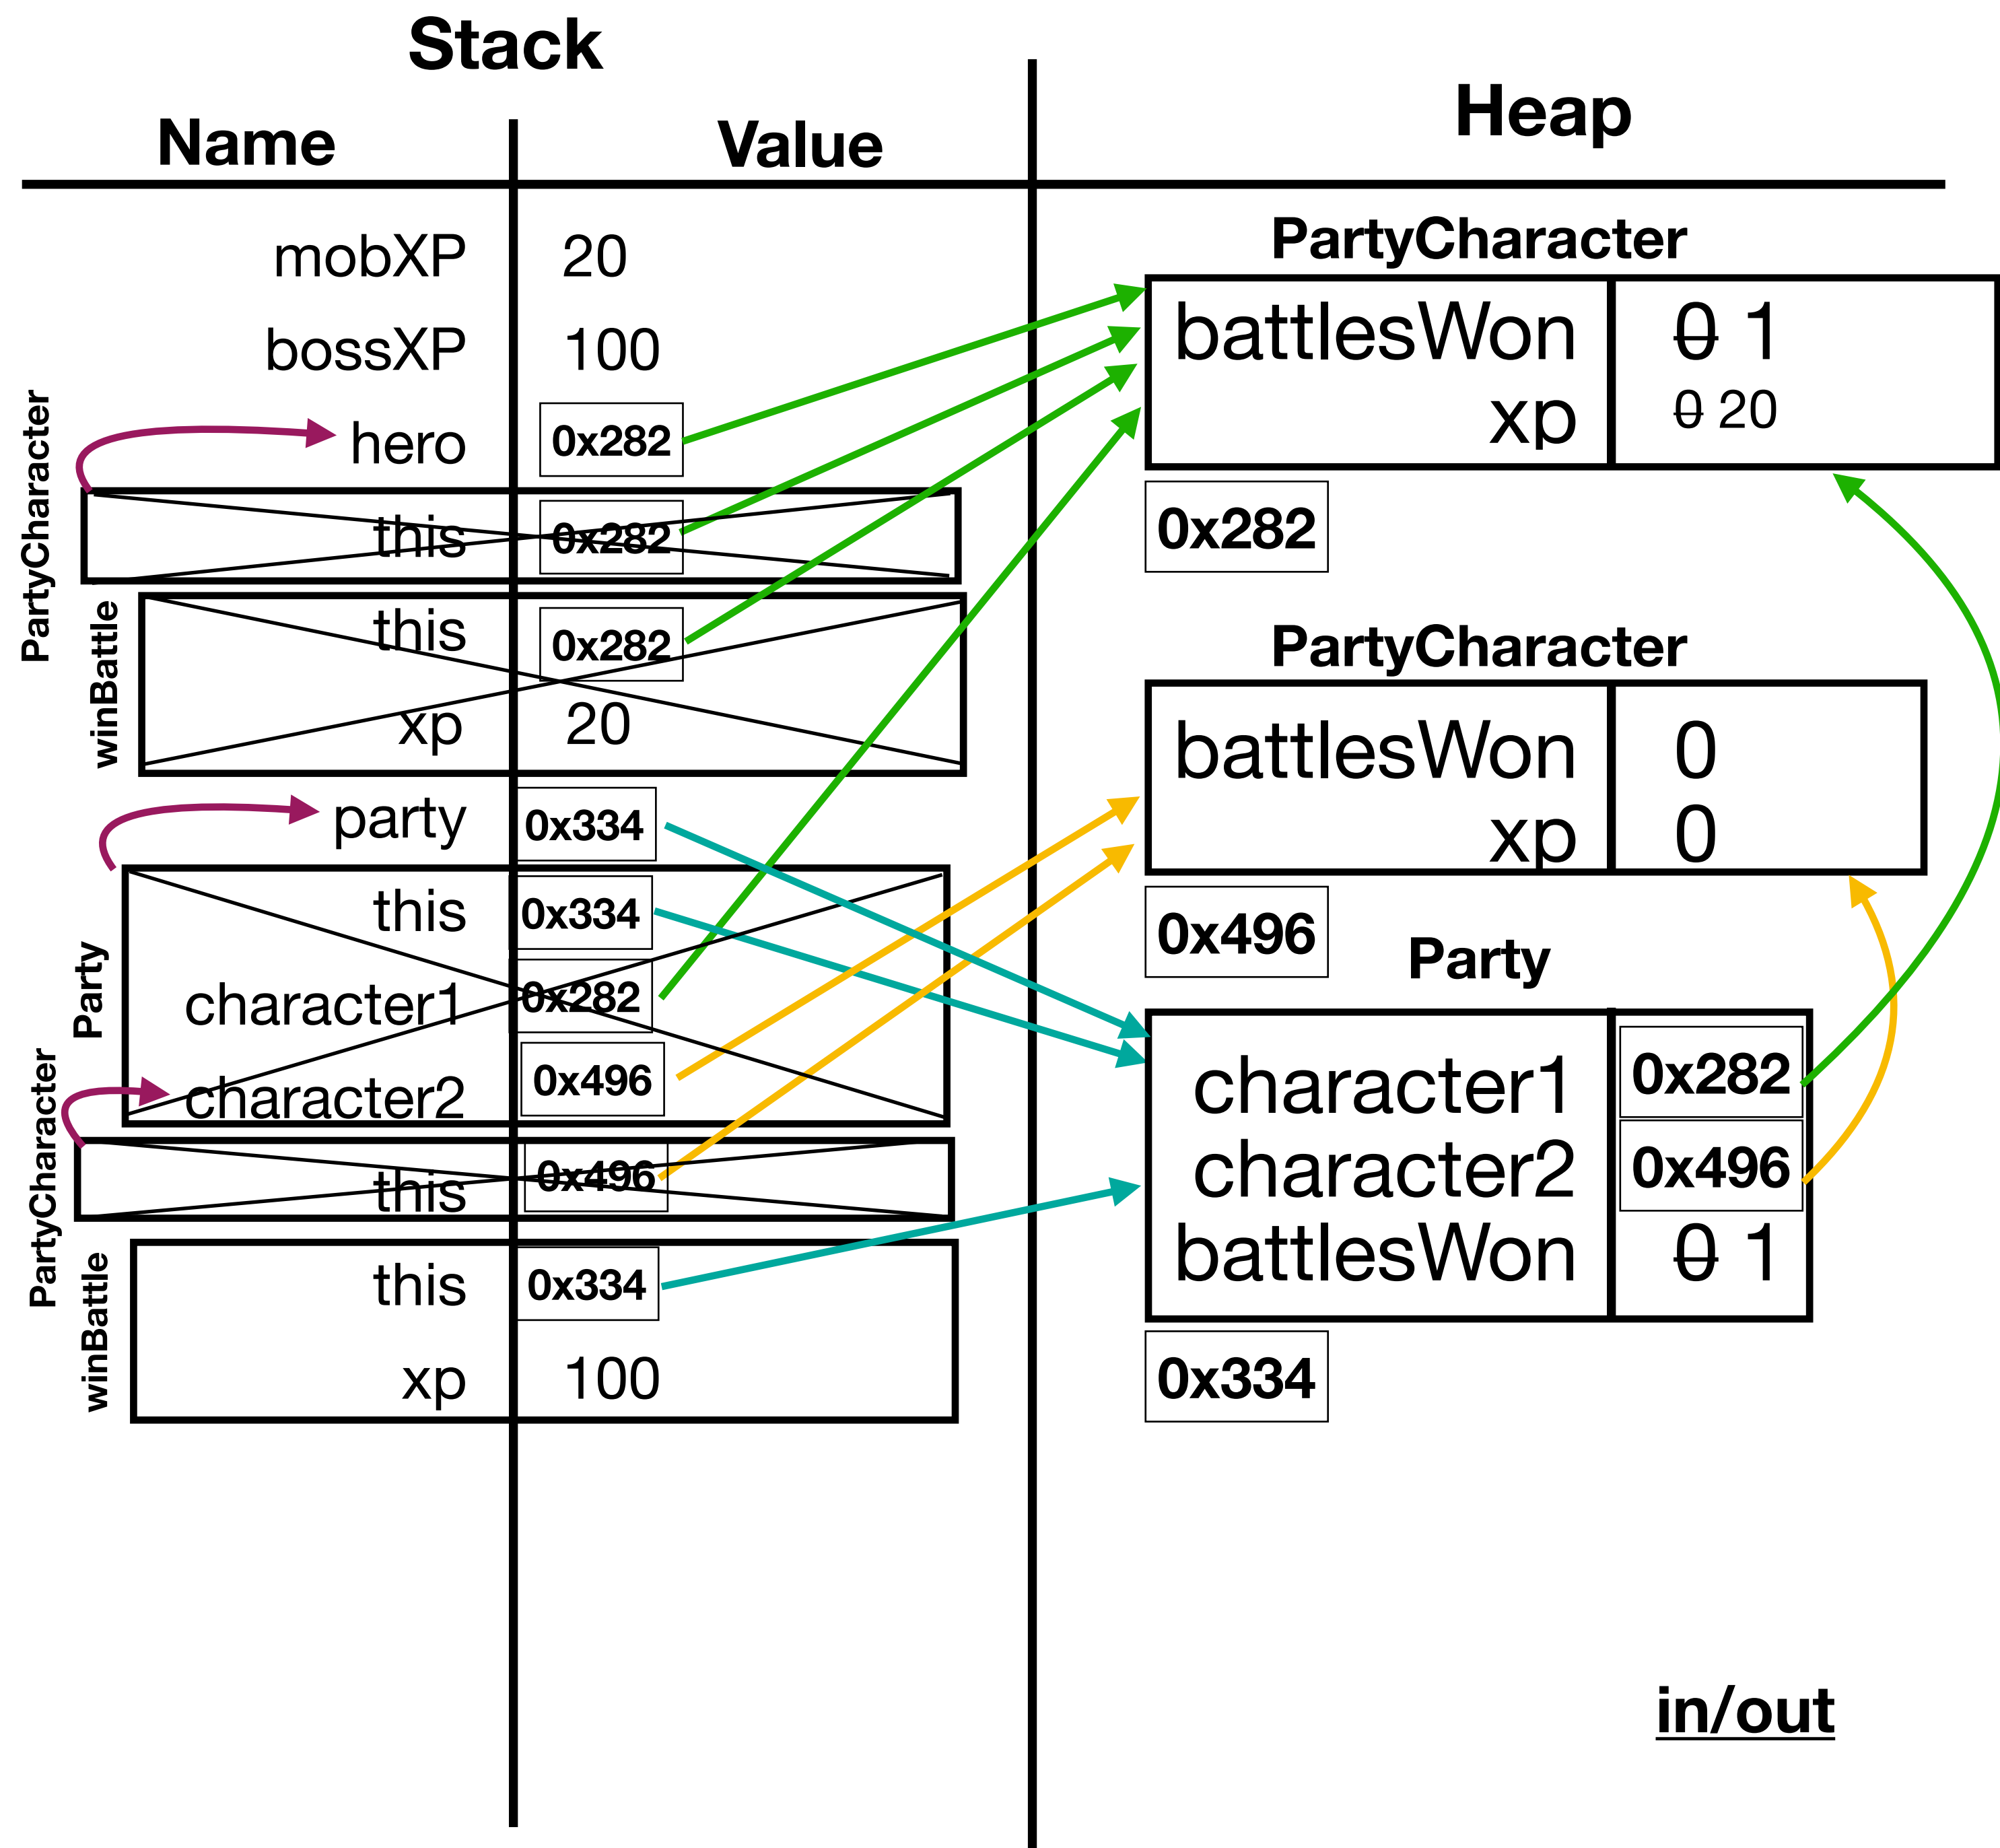 Stack
Heap
Name
Value
mobXP 20
bossXP 100
PartyCharacter
hero 0x282
this 0x282
winBattle
this 0x282
xp 20
party 0x334
Party
this 0x334
character1 0x282
character2 0x496
PartyCharacter
this 0x496
winBattle
this 0x334
xp 100
PartyCharacter
battlesWon 0 1
xp 0 20
0x282
PartyCharacter
battlesWon 0
xp 0
0x496
Party
character1 0x282
character2 0x496
battlesWon 0 1
0x334
in/out